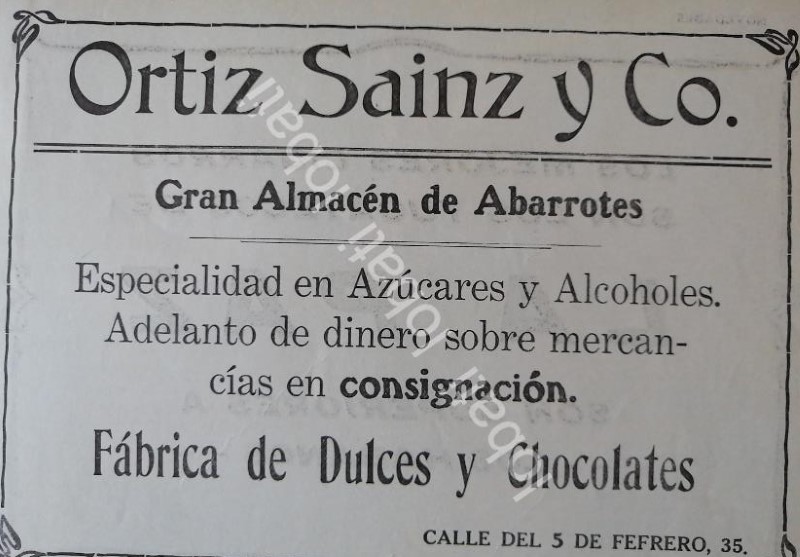 Ortiz Sainz y Co.
Gran Almacén de Abarrotes
Especialidad en Azúcares y Alcoholes.
Adelanto de dinero sobre mercan-
cías en consignación.
Fábrica de Dulces y Chocolates
CALLE DEL 5 DE FEFRERO, 35.